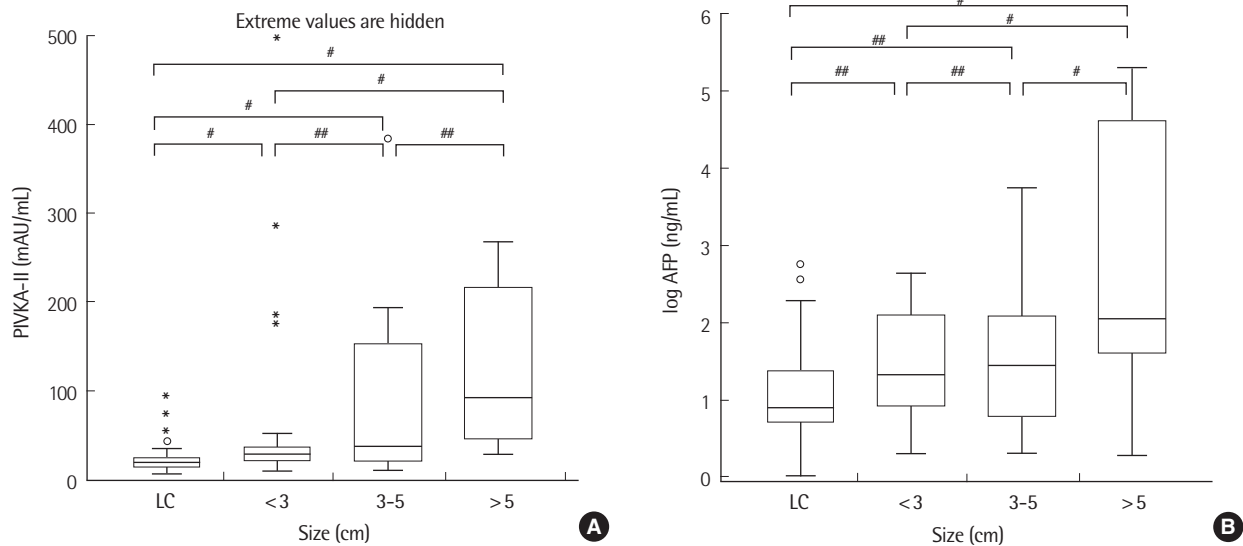 Extreme values are hidden
500
400
300
200
100
0
PIVKA-II (mAU/mL)
#
#
#
# ## ##
LC <3 3-5 >5
Size (cm)
A
6
5
4
3
2
1
0
log AFP (ng/mL)
#
#
##
## ## #
LC <3 3-5 >5
Size (cm)
B